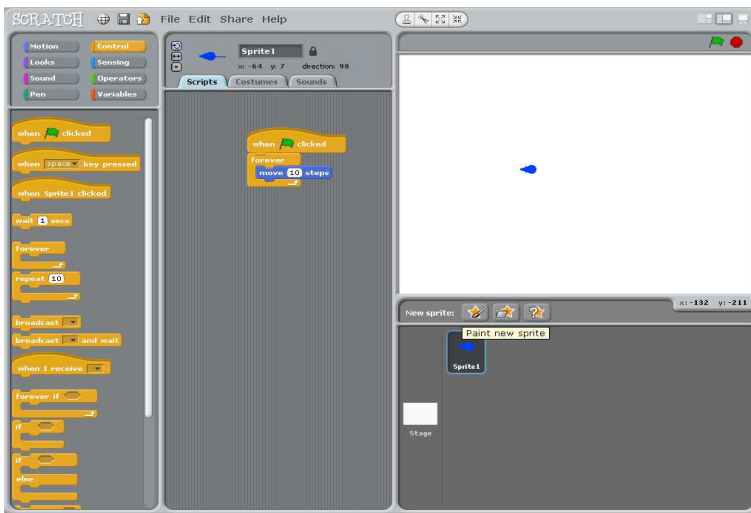 SCRATCH File Edit Share Help
Motion Control
Looks Sensing
Sound Operators
Pen Variables
Sprite1
x: -64 y: 7 direction: 90
Scripts Costumes Sounds
when clicked
when space key pressed
when Sprite1 clicked
wait 1 secs
forever
repeat 10
broadcast
broadcast and wait
when I receive
forever if
if
if
else
when clicked
forever
move 10 steps
x: -132 y: -211
New sprite:
Paint new sprite
Sprite1
Stage